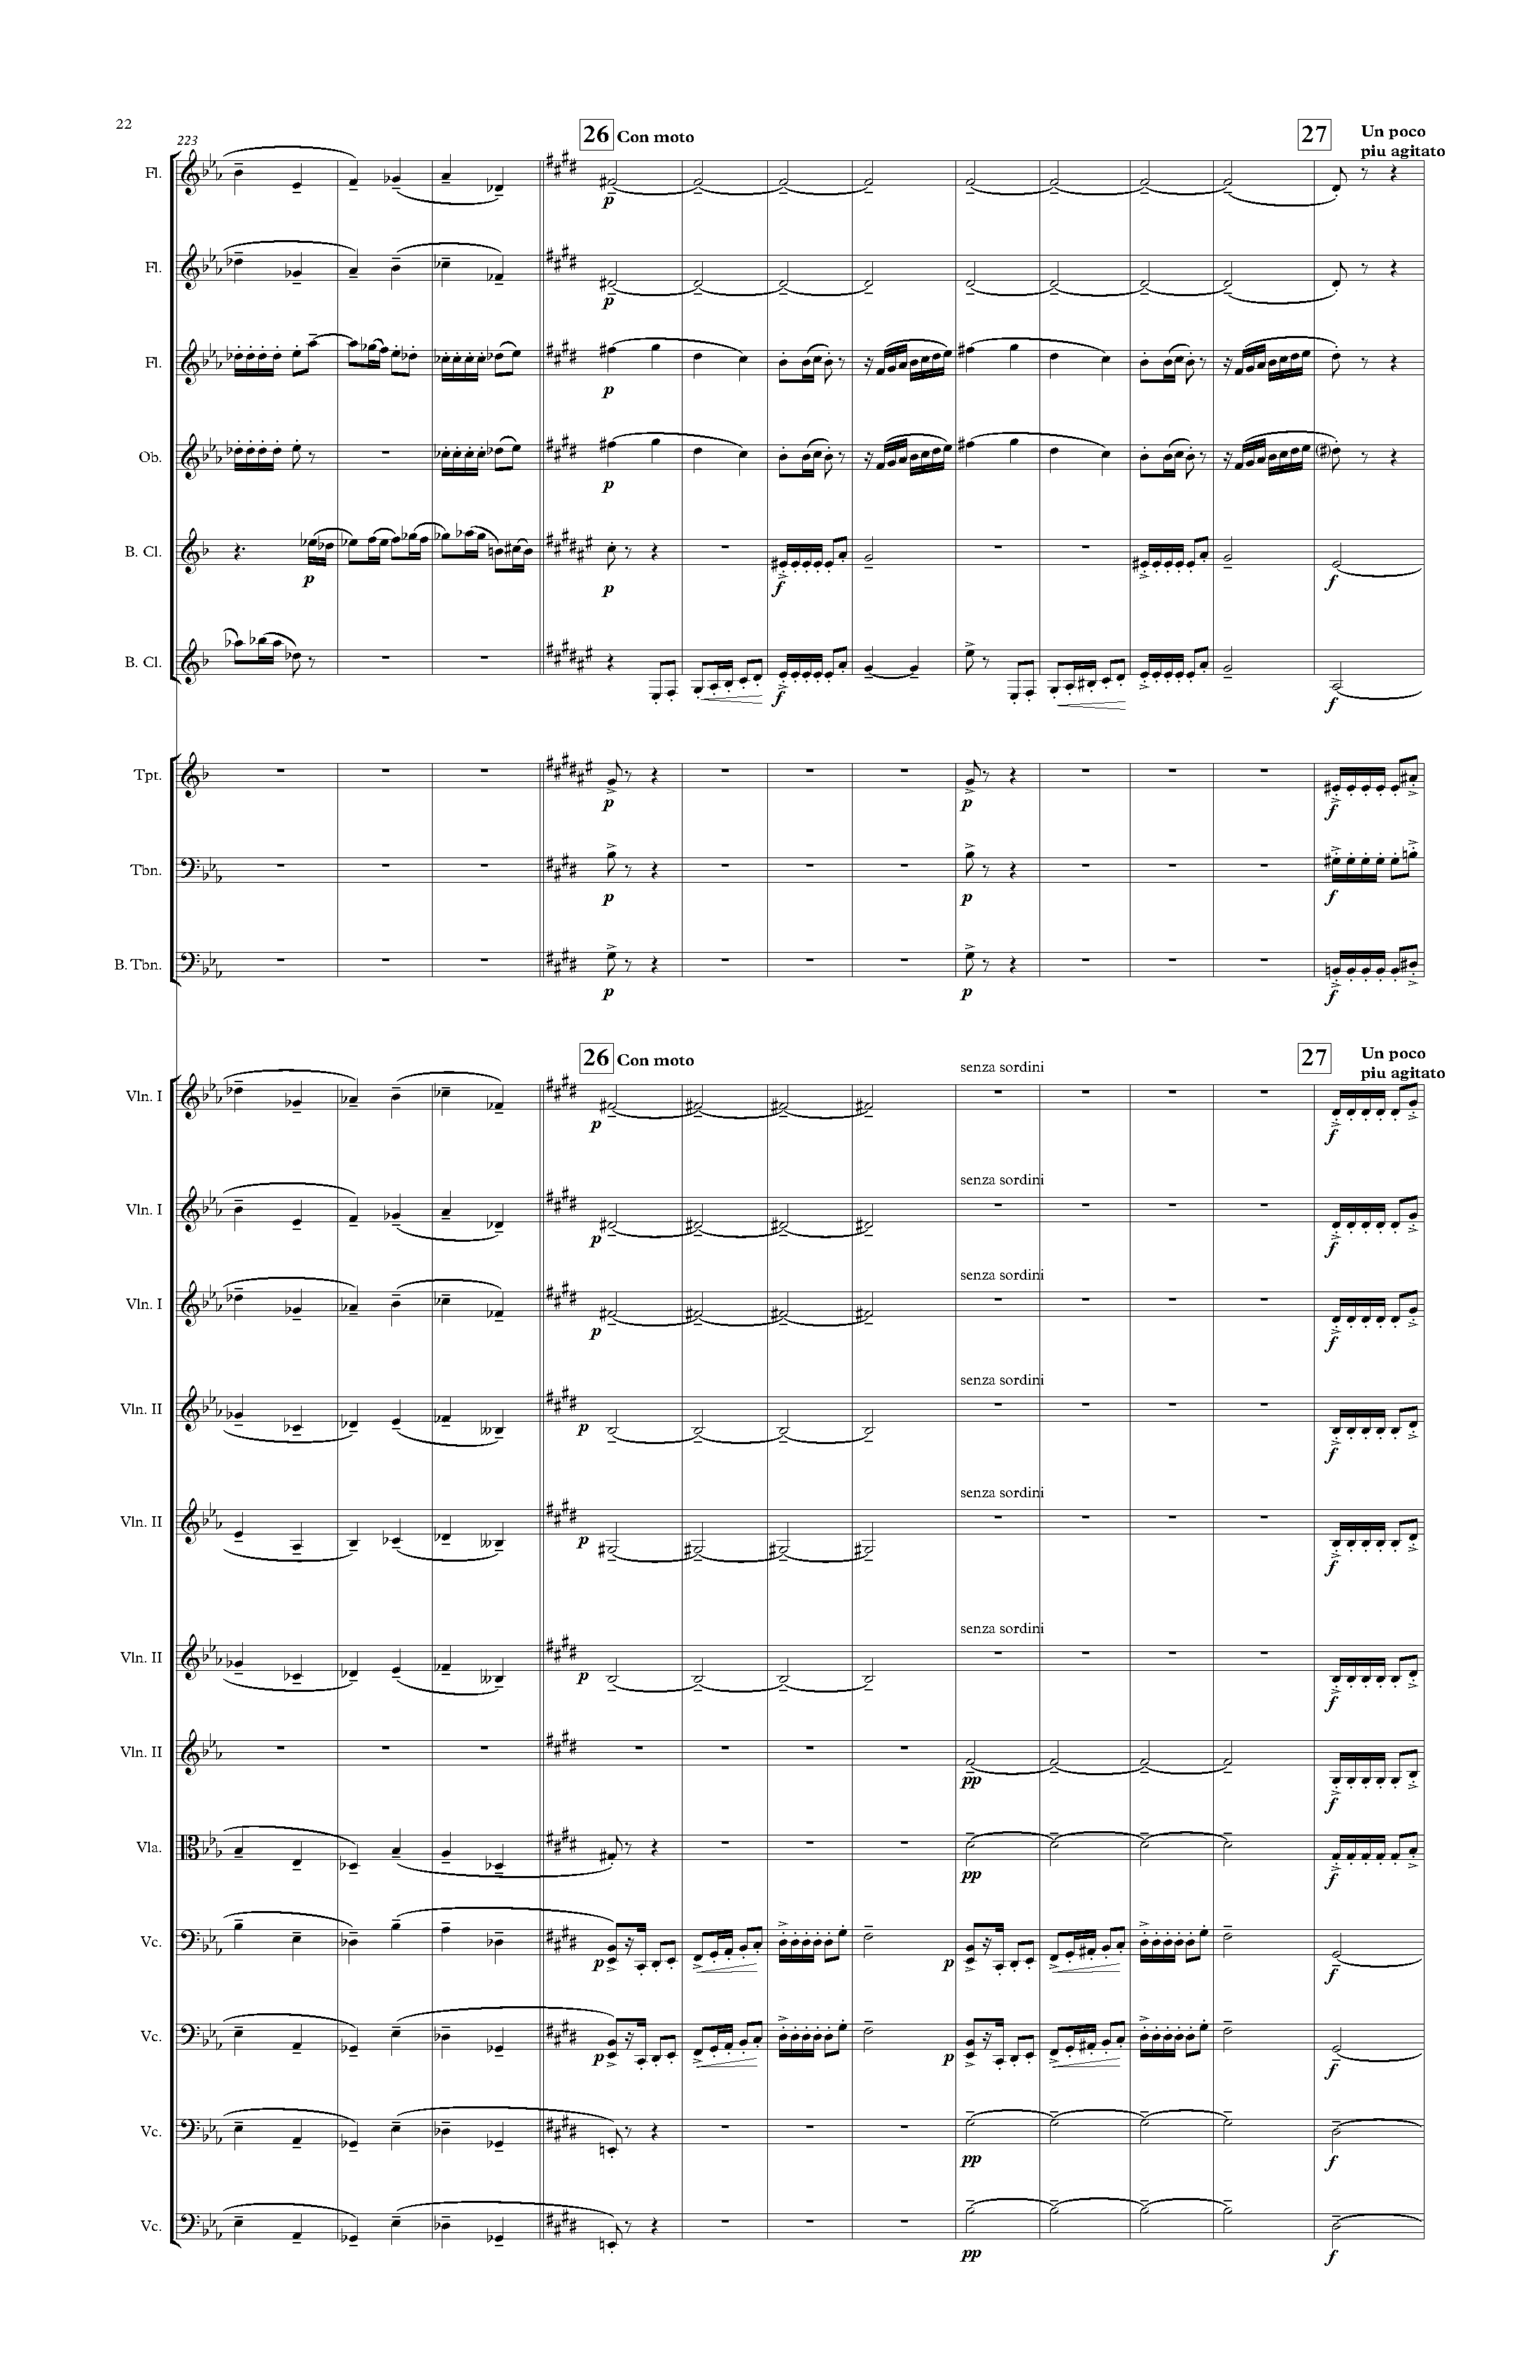 22
223
26 Con moto
27 Un poco
piu agitato
Fl.
p
Fl.
p
Fl.
p
Ob.
p
B. Cl.
p p f f
B. Cl.
f f
Tpt.
p p f
Tbn.
p p f
B. Tbn.
p p f
26 Con moto
27 Un poco
piu agitato
senza sordini
Vln. I
p f
senza sordini
Vln. I
p f
senza sordini
Vln. I
p f
senza sordini
Vln. II
p f
senza sordini
Vln. II
p f
senza sordini
Vln. II
p f
Vln. II
pp f
Vla.
pp f
Vc.
p p f
Vc.
p p f
Vc.
pp f
Vc.
pp f